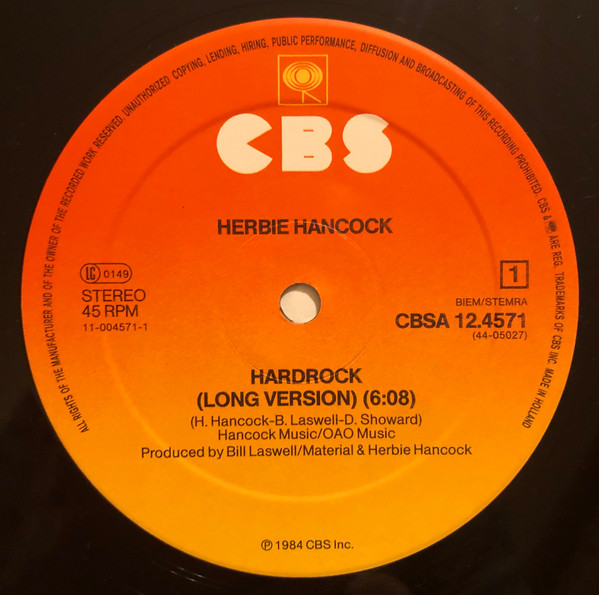 ALL RIGHTS OF THE MANUFACTURER AND OF THE OWNER OF THE RECORDED WORK RESERVED. UNAUTHORIZED COPYING, LENDING, HIRING, PUBLIC PERFORMANCE, DIFFUSION AND BROADCASTING OF THIS RECORDING PROHIBITED. CBS & ARE REG. TRADEMARKS OF CBS INC. MADE IN HOLLAND
CBS
HERBIE HANCOCK
LC 0149
1
STEREO
45 RPM
11-004571-1
BIEM/STEMRA
CBSA 12.4571
(44-05027)
HARDROCK
(LONG VERSION) (6:08)
(H. Hancock-B. Laswell-D. Showard)
Hancock Music/OAO Music
Produced by Bill Laswell/Material & Herbie Hancock
℗ 1984 CBS Inc.